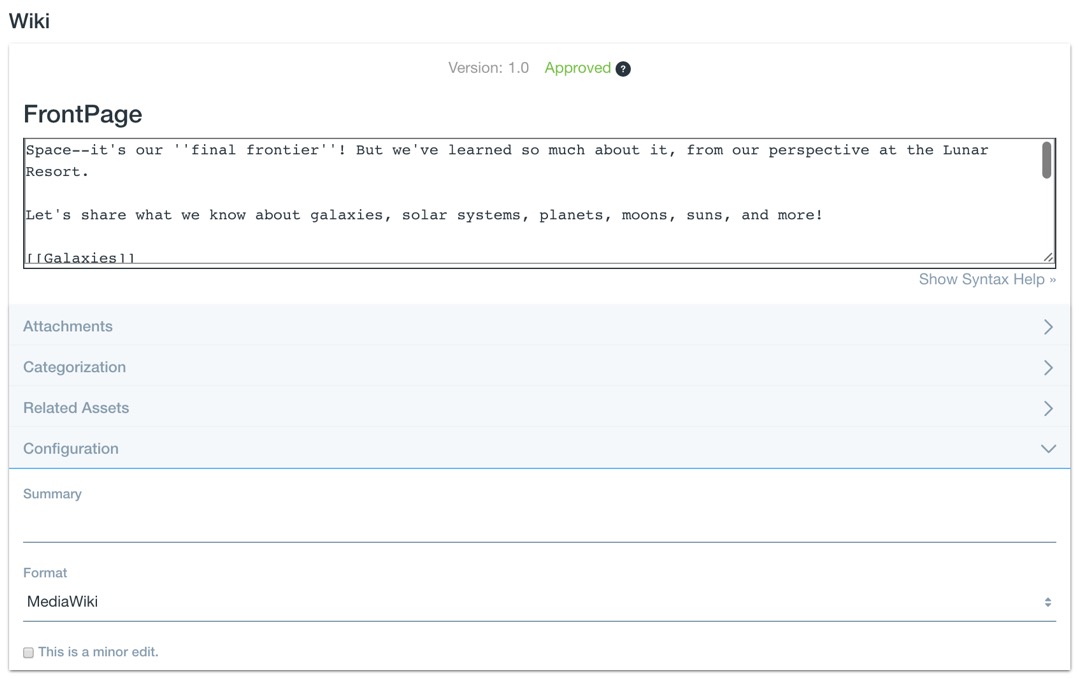 Wiki
Version: 1.0 Approved ?
FrontPage
Space--it's our ''final frontier''! But we've learned so much about it, from our perspective at the Lunar
Resort.
Let's share what we know about galaxies, solar systems, planets, moons, suns, and more!
[[Galaxies]]
Show Syntax Help »
Attachments
Categorization
Related Assets
Configuration
Summary
Format
MediaWiki
This is a minor edit.